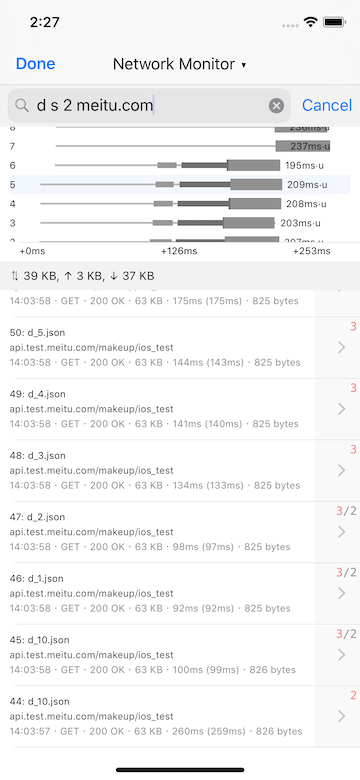 2:27
Done
Network Monitor ▾
d s 2 meitu.com
Cancel
8
236ms·u
7
237ms·u
6
195ms·u
5
209ms·u
4
208ms·u
3
203ms·u
2
207ms·u
+0ms
+126ms
+253ms
⇅ 39 KB, ↑ 3 KB, ↓ 37 KB
14:03:58 · GET · 200 OK · 63 KB · 175ms (175ms) · 825 bytes
50: d_5.json
3
api.test.meitu.com/makeup/ios_test
14:03:58 · GET · 200 OK · 63 KB · 144ms (143ms) · 825 bytes
49: d_4.json
3
api.test.meitu.com/makeup/ios_test
14:03:58 · GET · 200 OK · 63 KB · 141ms (140ms) · 825 bytes
48: d_3.json
3
api.test.meitu.com/makeup/ios_test
14:03:58 · GET · 200 OK · 63 KB · 134ms (133ms) · 825 bytes
47: d_2.json
3/2
api.test.meitu.com/makeup/ios_test
14:03:58 · GET · 200 OK · 63 KB · 98ms (97ms) · 825 bytes
46: d_1.json
3/2
api.test.meitu.com/makeup/ios_test
14:03:58 · GET · 200 OK · 63 KB · 92ms (92ms) · 825 bytes
45: d_10.json
3/2
api.test.meitu.com/makeup/ios_test
14:03:58 · GET · 200 OK · 63 KB · 100ms (99ms) · 826 bytes
44: d_10.json
2
api.test.meitu.com/makeup/ios_test
14:03:57 · GET · 200 OK · 63 KB · 260ms (259ms) · 826 bytes